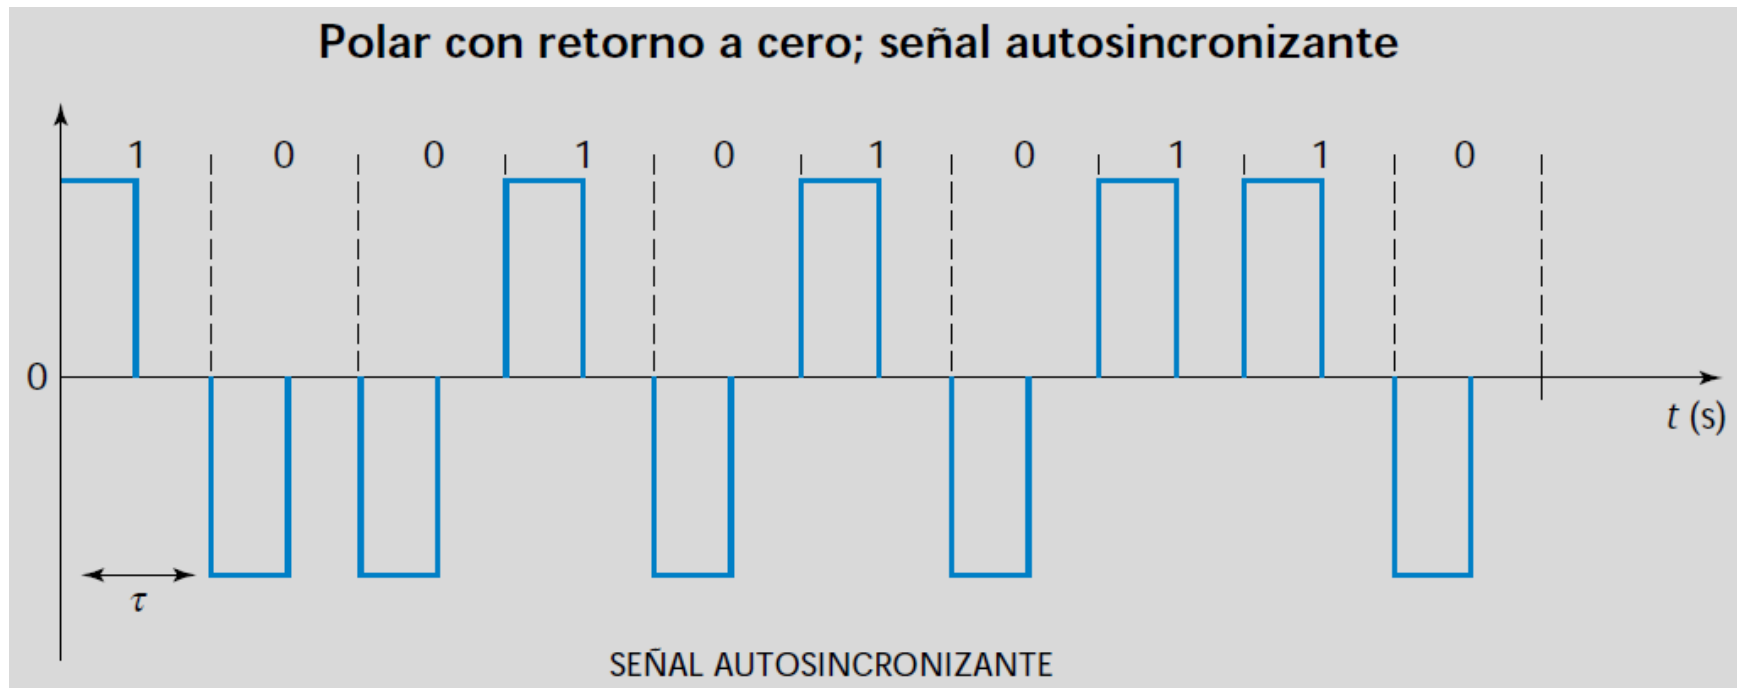 Polar con retorno a cero; señal autosincronizante
1 0 0 1 0 1 0 1 1 0
0
t (s)
τ
SEÑAL AUTOSINCRONIZANTE